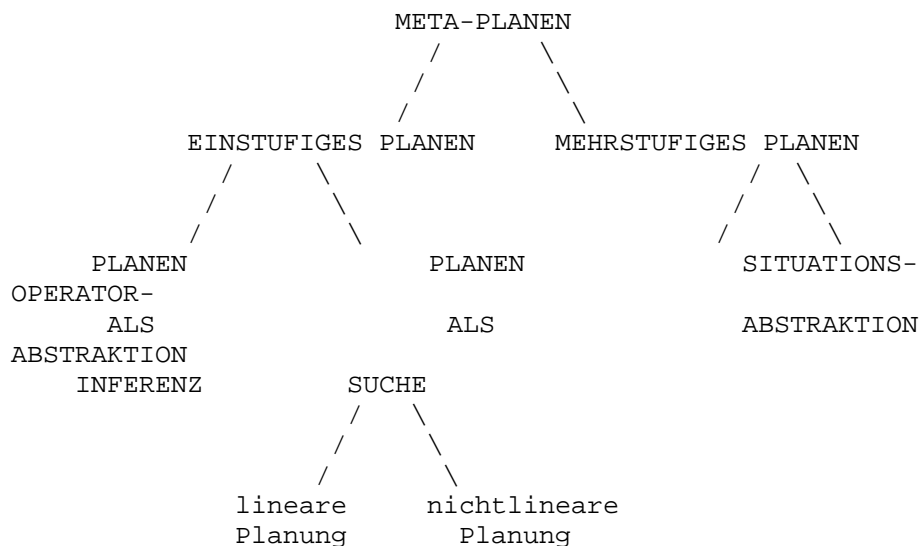 META-PLANEN
EINSTUFIGES PLANEN MEHRSTUFIGES PLANEN
PLANEN PLANEN SITUATIONS-
OPERATOR-
ALS ALS ABSTRAKTION
ABSTRAKTION
INFERENZ SUCHE
lineare nichtlineare
Planung Planung